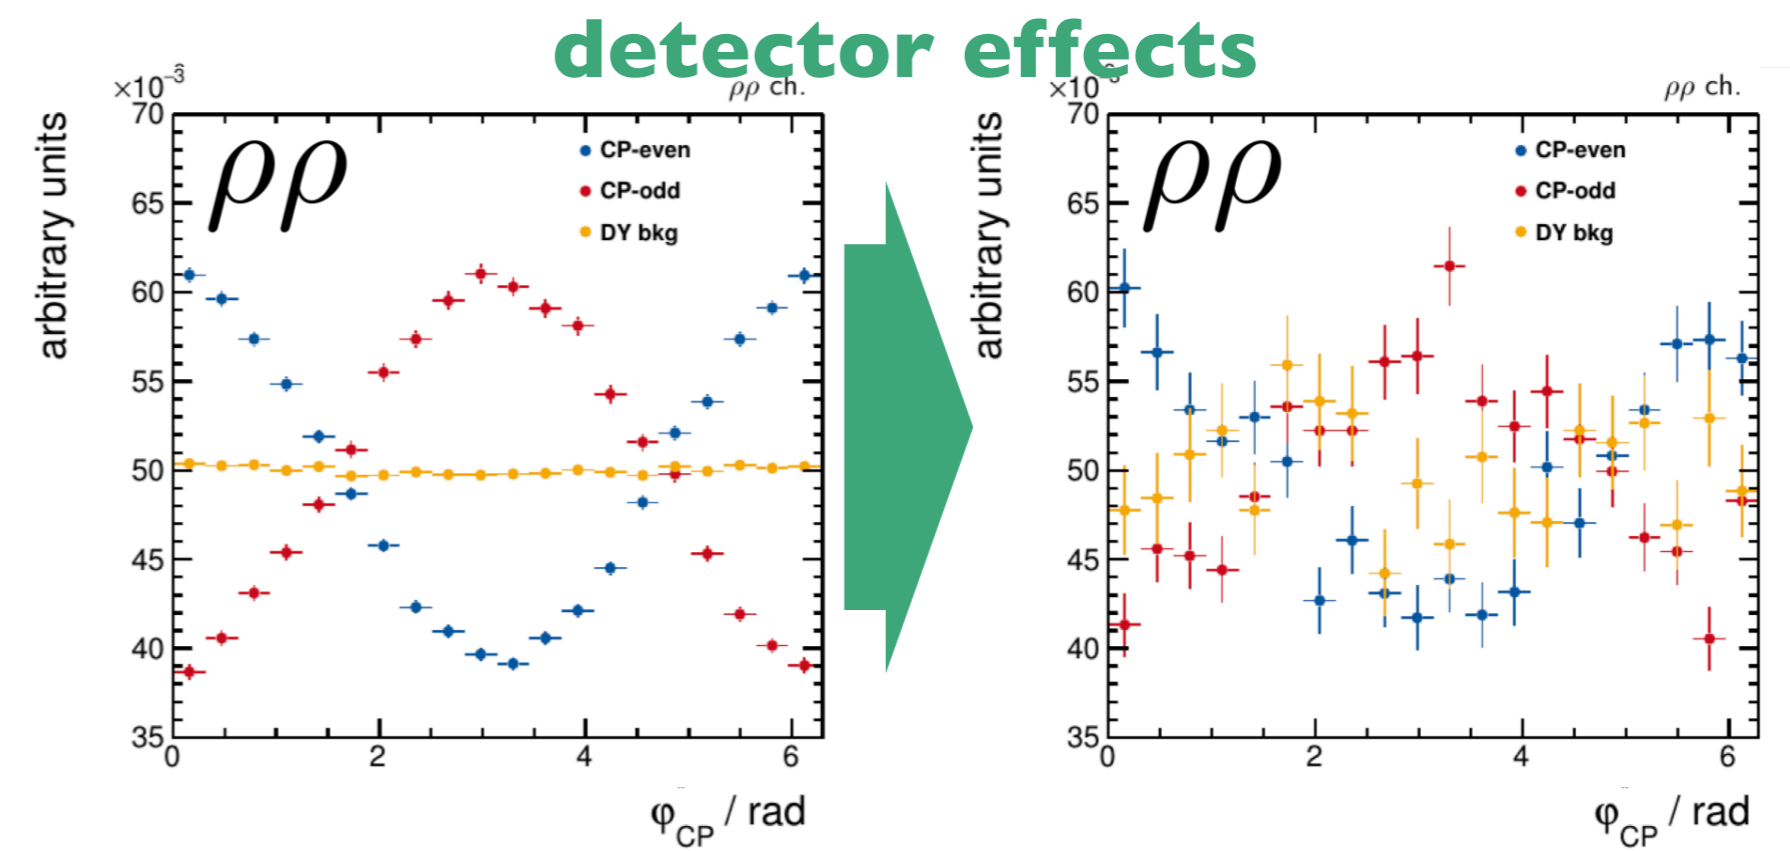 detector effects
×10⁻³
ρρ ch.
arbitrary units
ρρ
CP-even
CP-odd
DY bkg
70
65
60
55
50
45
40
35
0
2
4
6
φCP / rad
×10
ρρ ch.
arbitrary units
ρρ
CP-even
CP-odd
DY bkg
70
65
60
55
50
45
40
35
0
2
4
6
φCP / rad